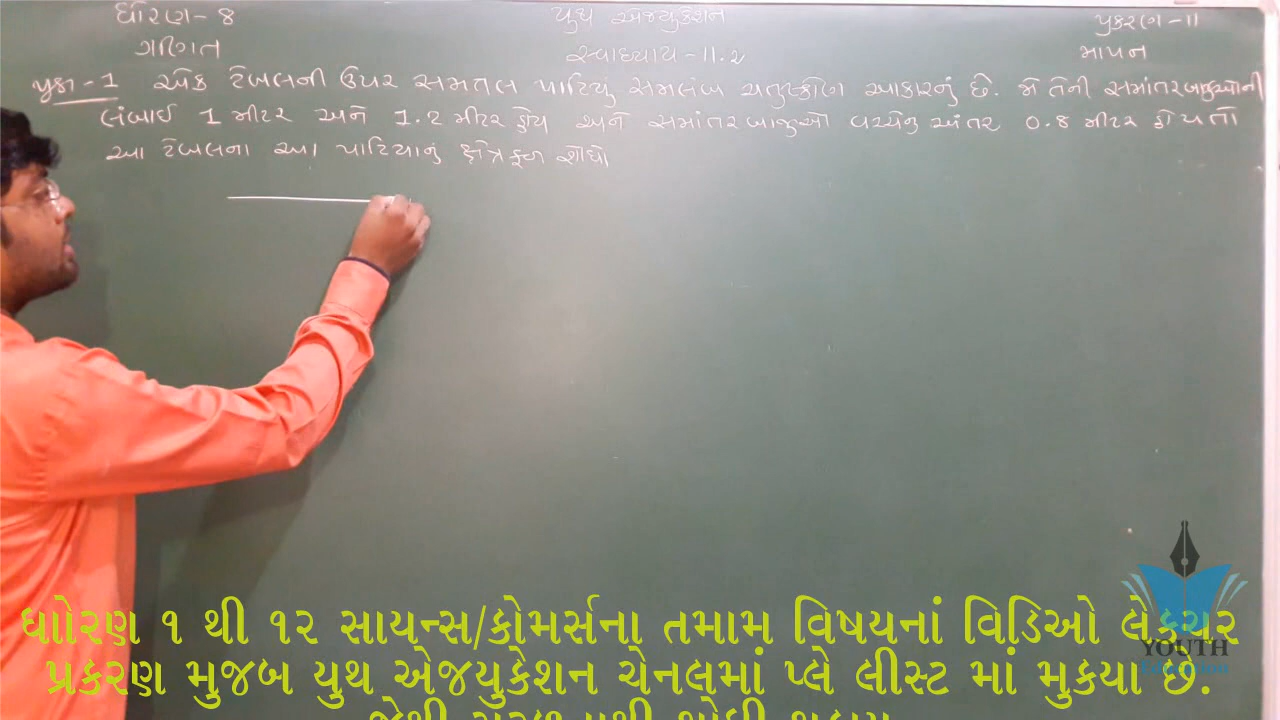 ધોરણ - 8 યુથ એજ્યુકેશન પ્રકરણ - 11
ગણિત સ્વાધ્યાય - 11.2 માપન
પ્રશ્ન - 1 એક ટેબલની ઉપર સમતલ પાટિયું સમલંબ ચતુષ્કોણ આકારનું છે. જો તેની સમાંતર બાજુઓની
લંબાઈ 1 મીટર અને 1.2 મીટર હોય અને સમાંતર બાજુઓ વચ્ચેનું અંતર 0.8 મીટર હોય તો
આ ટેબલના આ પાટિયાનું ક્ષેત્રફળ શોધો
ધાોરણ ૧ થી ૧૨ સાયન્સ/કોમર્સના તમામ વિષયનાં વિડિઓ લેકચર
પ્રકરણ મુજબ યુથ એજયુકેશન ચેનલમાં પ્લે લીસ્ટ માં મુકયા છે.
YOUTH
Education